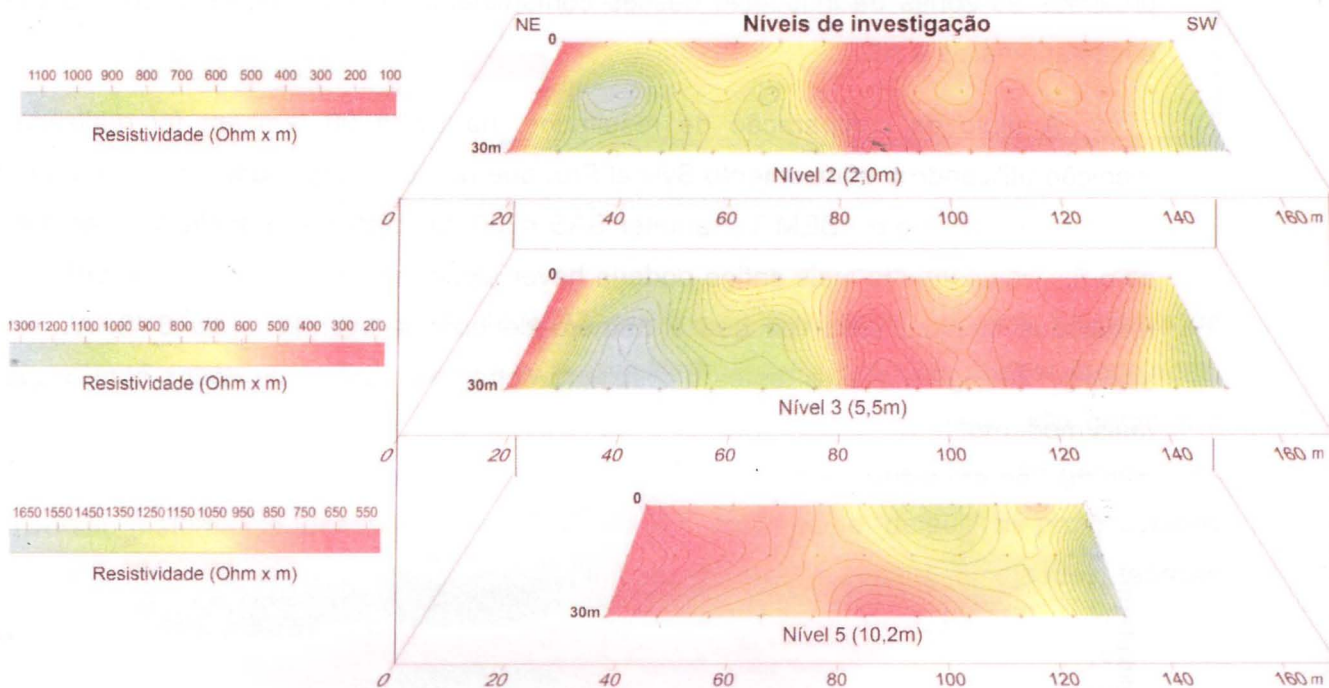 Níveis de investigação
NE
SW
0
30m
Nível 2 (2,0m)
1100 1000 900 800 700 600 500 400 300 200 100
Resistividade (Ohm x m)
0 20 40 60 80 100 120 140 160 m
0
30m
Nível 3 (5,5m)
1300 1200 1100 1000 900 800 700 600 500 400 300 200
Resistividade (Ohm x m)
0 20 40 60 80 100 120 140 160 m
0
30m
Nível 5 (10,2m)
1650 1550 1450 1350 1250 1150 1050 950 850 750 650 550
Resistividade (Ohm x m)
0 20 40 60 80 100 120 140 160 m